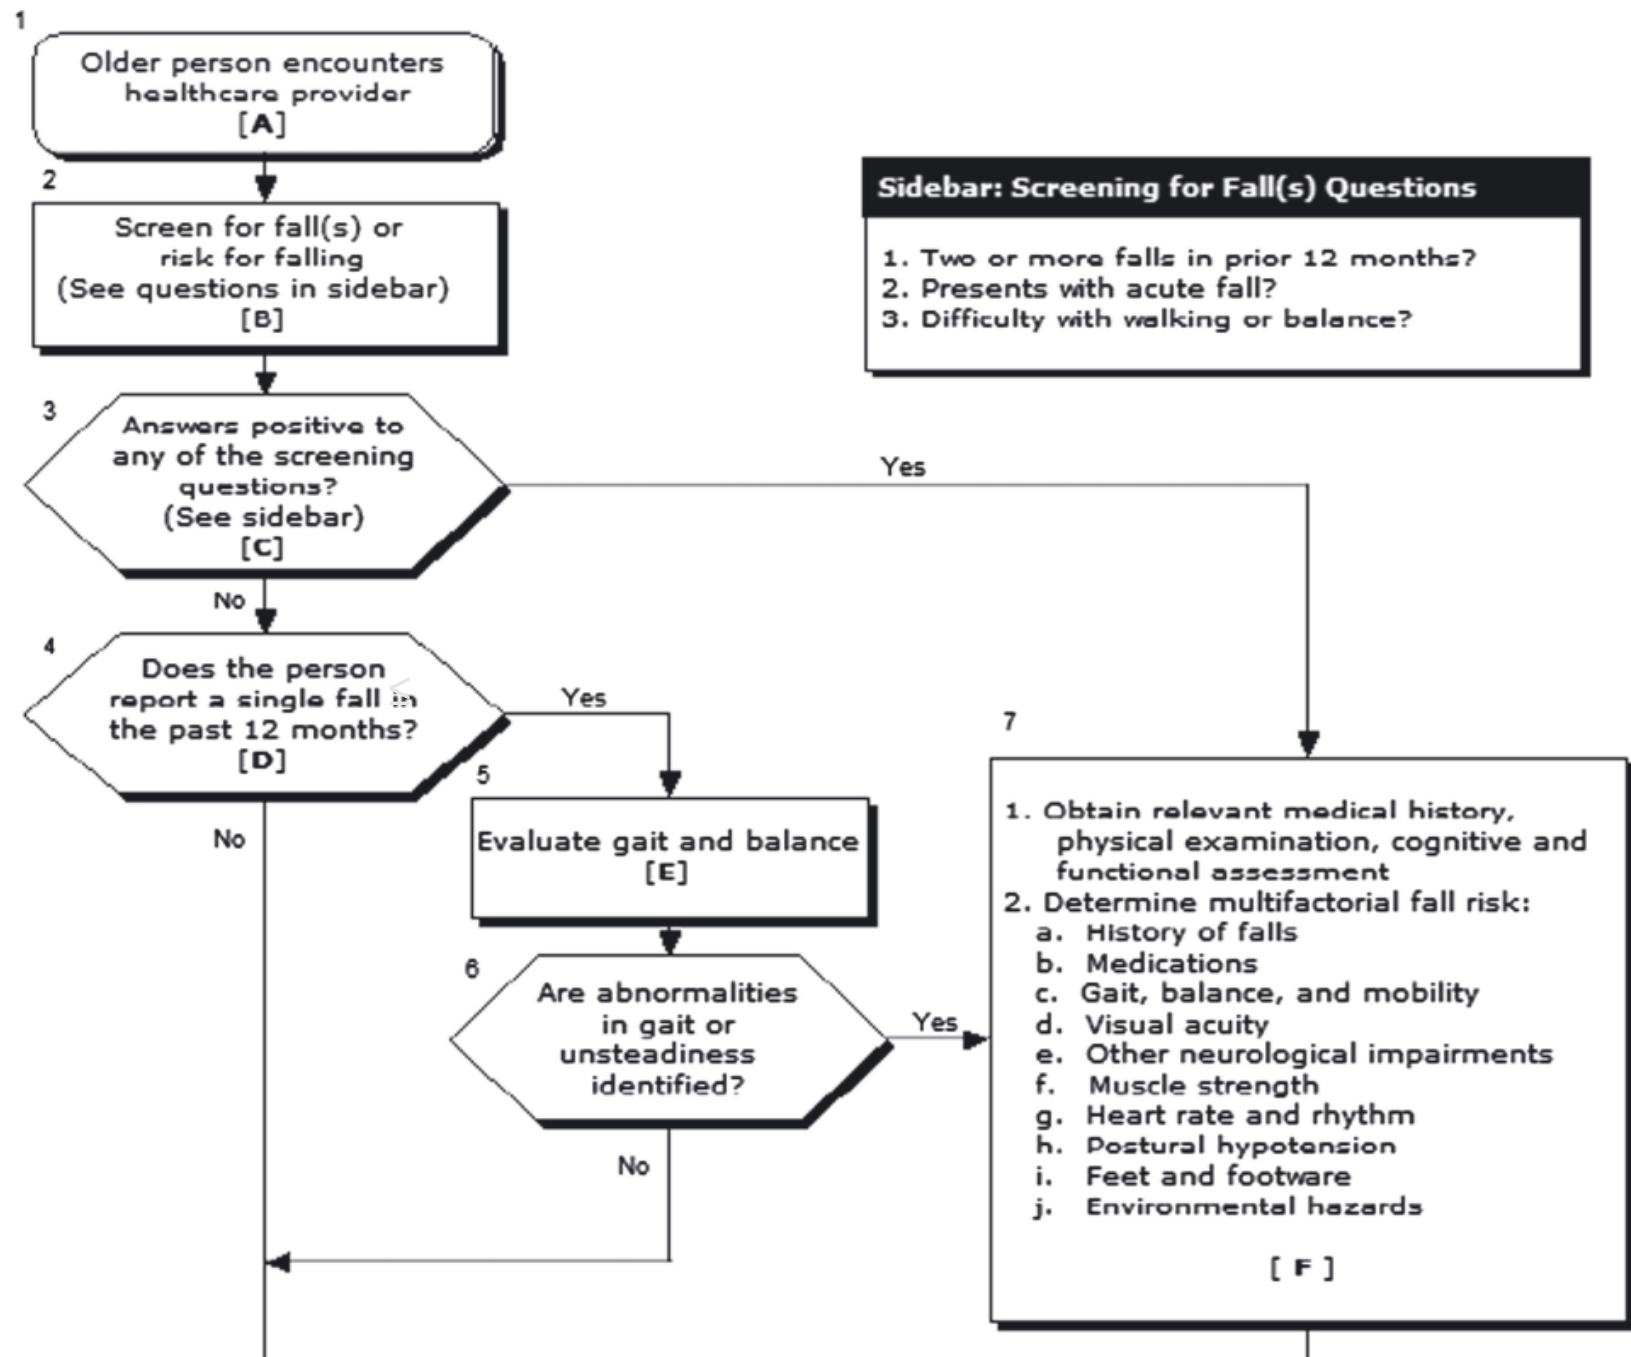 1
Older person encounters
healthcare provider
[A]
2
Screen for fall(s) or
risk for falling
(See questions in sidebar)
[B]
Sidebar: Screening for Fall(s) Questions
1. Two or more falls in prior 12 months?
2. Presents with acute fall?
3. Difficulty with walking or balance?
3
Answers positive to
any of the screening
questions?
(See sidebar)
[C]
Yes
No
4
Does the person
report a single fall in
the past 12 months?
[D]
Yes
No
5
Evaluate gait and balance
[E]
6
Are abnormalities
in gait or
unsteadiness
identified?
Yes
No
7
1. Obtain relevant medical history,
physical examination, cognitive and
functional assessment
2. Determine multifactorial fall risk:
a. History of falls
b. Medications
c. Gait, balance, and mobility
d. Visual acuity
e. Other neurological impairments
f. Muscle strength
g. Heart rate and rhythm
h. Postural hypotension
i. Feet and footware
j. Environmental hazards
[ F ]